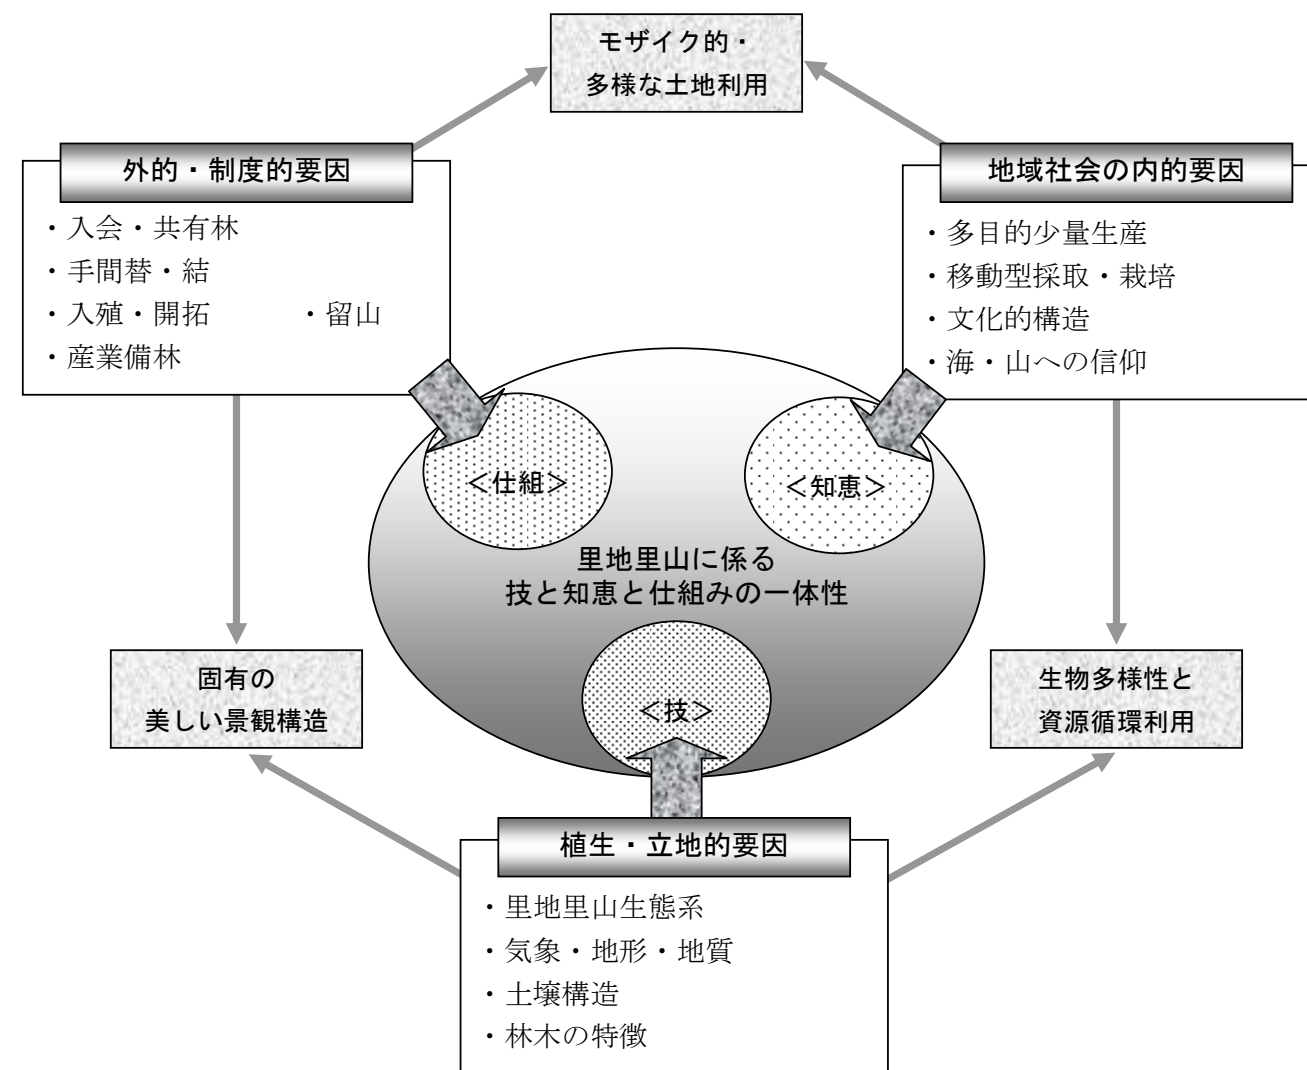 モザイク的・
多様な土地利用
外的・制度的要因
・入会・共有林
・手間替・結
・入殖・開拓　　　・留山
・産業備林
地域社会の内的要因
・多目的少量生産
・移動型採取・栽培
・文化的構造
・海・山への信仰
＜仕組＞
＜知恵＞
里地里山に係る
技と知恵と仕組みの一体性
＜技＞
固有の
美しい景観構造
生物多様性と
資源循環利用
植生・立地的要因
・里地里山生態系
・気象・地形・地質
・土壌構造
・林木の特徴